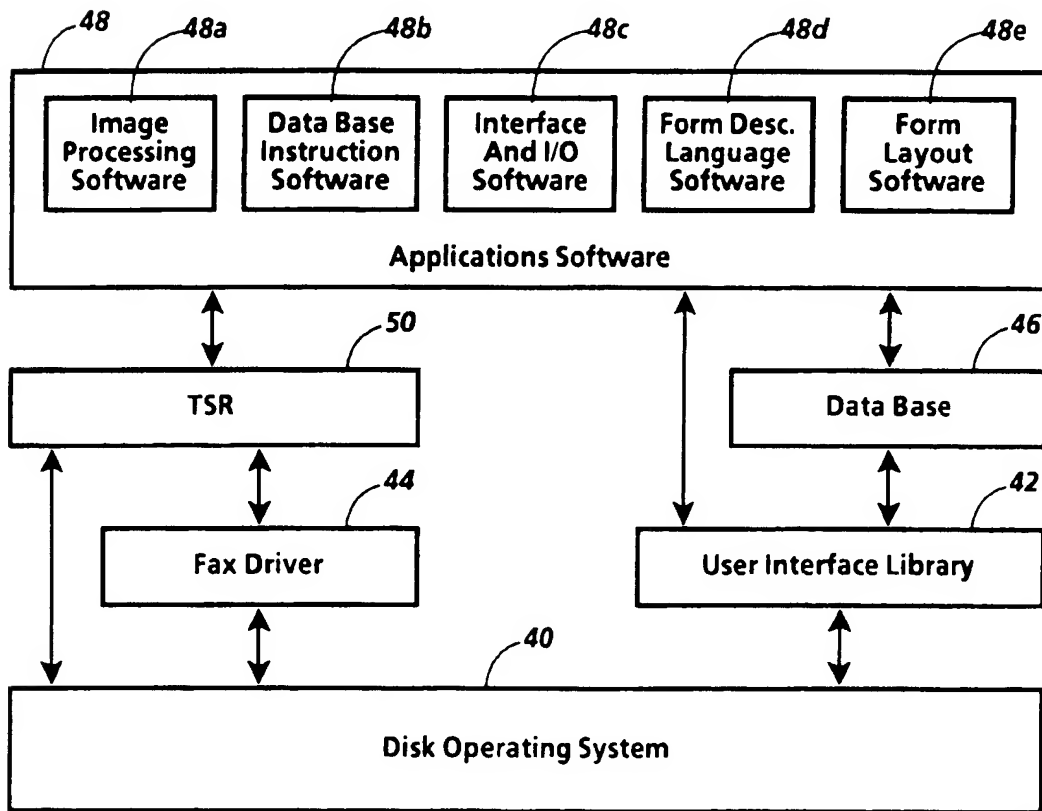 48
48a
48b
48c
48d
48e
Image
Processing
Software
Data Base
Instruction
Software
Interface
And I/O
Software
Form Desc.
Language
Software
Form
Layout
Software
Applications Software
50
46
TSR
Data Base
44
42
Fax Driver
User Interface Library
40
Disk Operating System